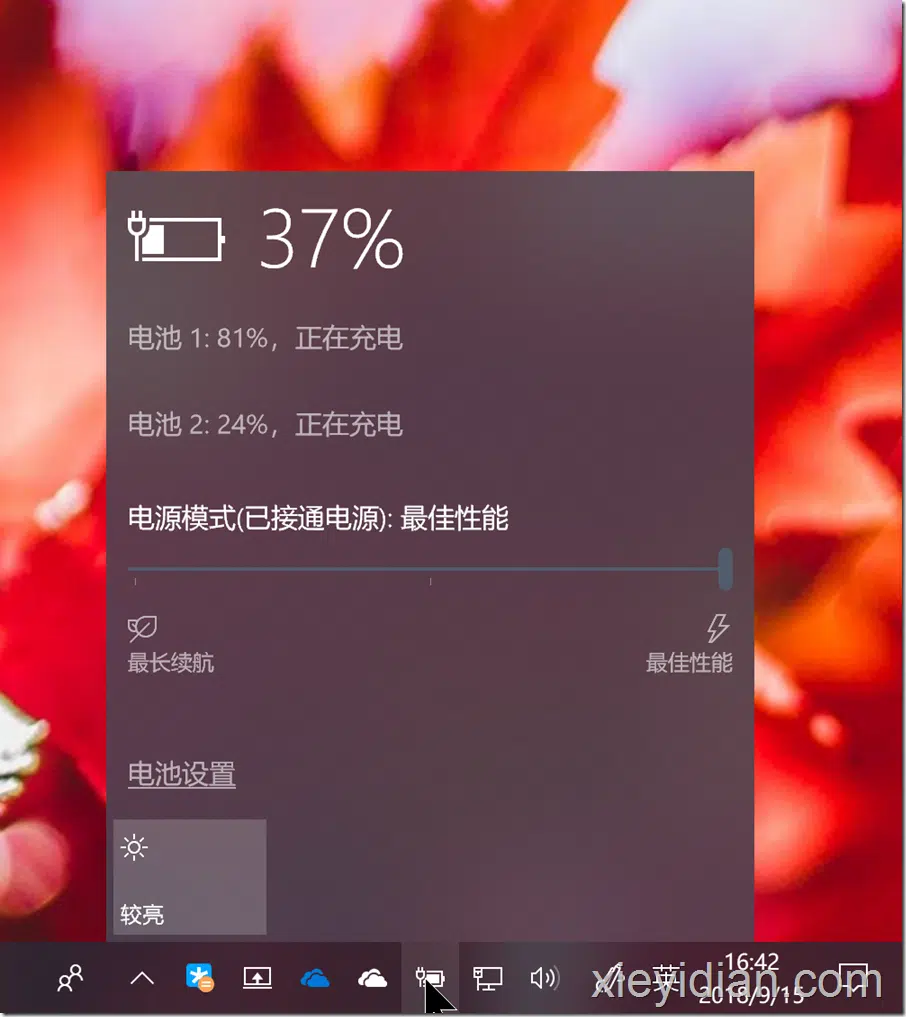 37%
电池 1: 81%，正在充电
电池 2: 24%，正在充电
电源模式(已接通电源): 最佳性能
最长续航
最佳性能
电池设置
较亮
英
16:42
2018/9/15
xieyidian.com